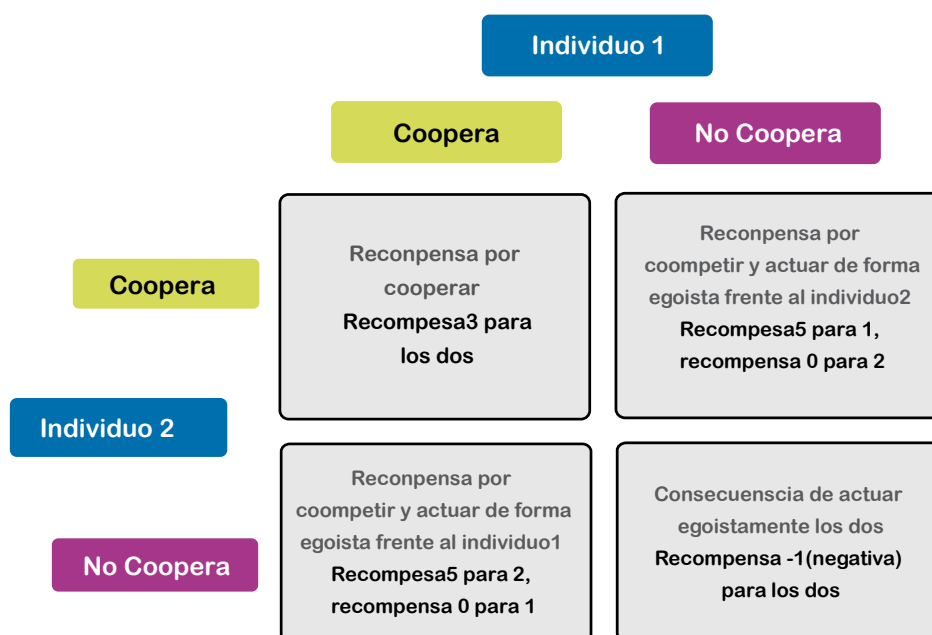 Individuo 1
Coopera
No Coopera
Coopera
Reconpensa por
cooperar
Recompesa3 para
los dos
Reconpensa por
coompetir y actuar de forma
egoista frente al individuo2
Recompesa5 para 1,
recompensa 0 para 2
Individuo 2
No Coopera
Reconpensa por
coompetir y actuar de forma
egoista frente al individuo1
Recompesa5 para 2,
recompensa 0 para 1
Consecuenscia de actuar
egoistamente los dos
Recompensa -1(negativa)
para los dos